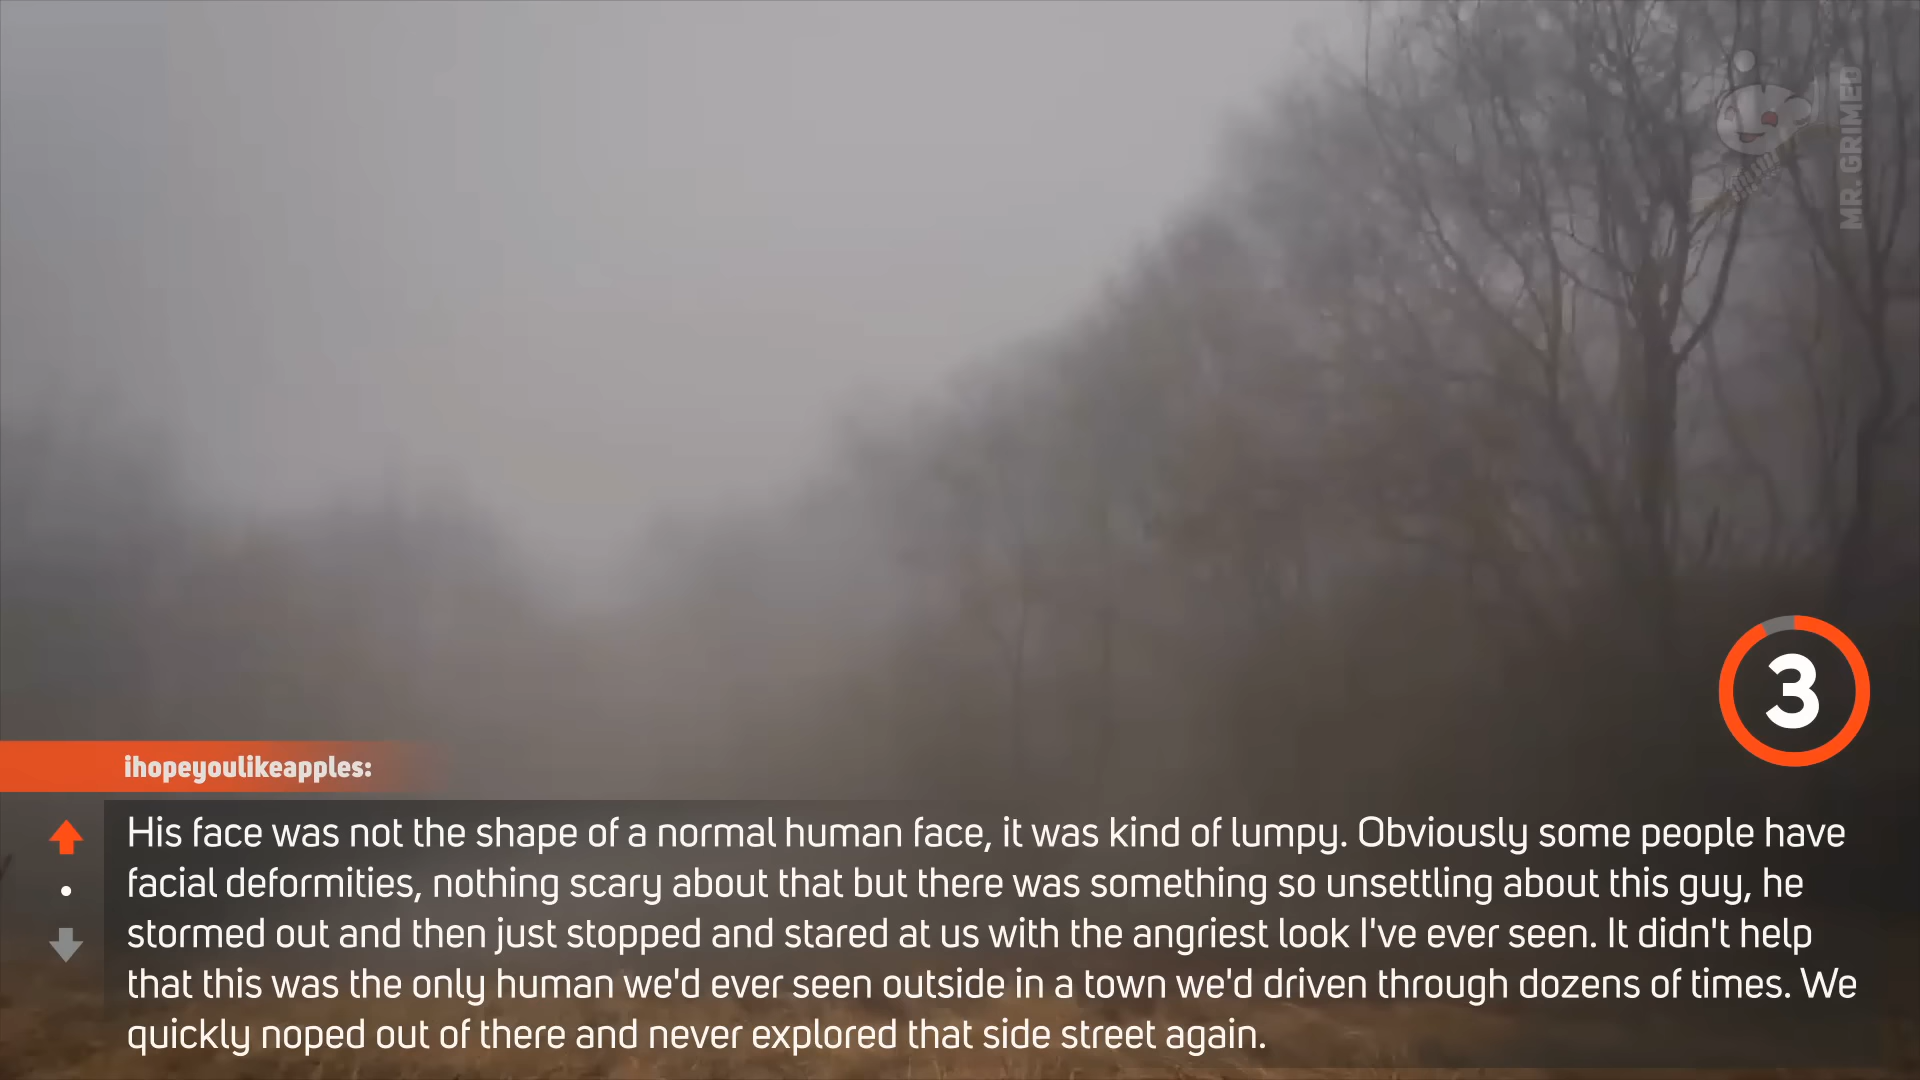 MR. GRIMED
3
ihopeyoulikeapples:
His face was not the shape of a normal human face, it was kind of lumpy. Obviously some people have
facial deformities, nothing scary about that but there was something so unsettling about this guy, he
stormed out and then just stopped and stared at us with the angriest look I've ever seen. It didn't help
that this was the only human we'd ever seen outside in a town we'd driven through dozens of times. We
quickly noped out of there and never explored that side street again.